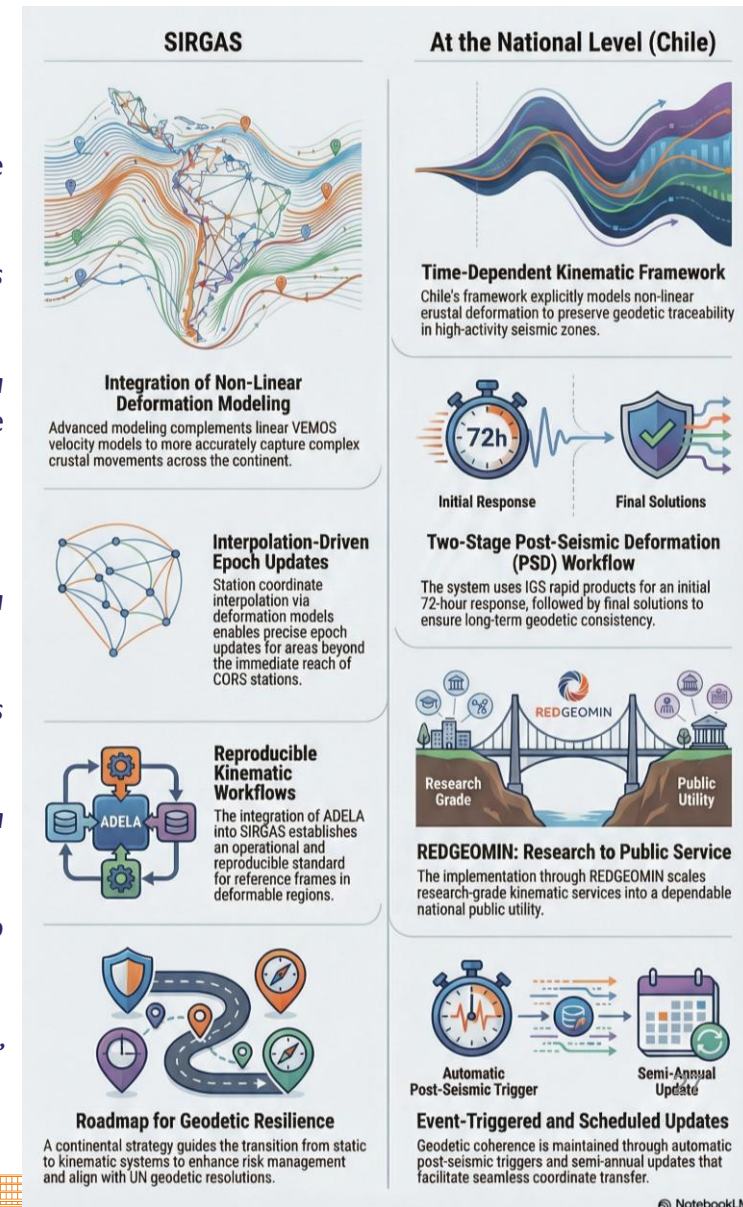 SIRGAS
Integration of Non-Linear
Deformation Modeling
Advanced modeling complements linear VEMOS
velocity models to more accurately capture complex
crustal movements across the continent.
Interpolation-Driven
Epoch Updates
Station coordinate
interpolation via
deformation models
enables precise epoch
updates for areas beyond
the immediate reach of
CORS stations.
ADELA
Reproducible
Kinematic
Workflows
The integration of ADELA
into SIRGAS establishes
an operational and
reproducible standard
for reference frames in
deformable regions.
Roadmap for Geodetic Resilience
A continental strategy guides the transition from static
to kinematic systems to enhance risk management
and align with UN geodetic resolutions.
At the National Level (Chile)
Time-Dependent Kinematic Framework
Chile's framework explicitly models non-linear
erustal deformation to preserve geodetic traceability
in high-activity seismic zones.
72h
Initial Response
Final Solutions
Two-Stage Post-Seismic Deformation
(PSD) Workflow
The system uses IGS rapid products for an initial
72-hour response, followed by final solutions to
ensure long-term geodetic consistency.
REDGEOMIN
Research
Grade
Public
Utility
REDGEOMIN: Research to Public Service
The implementation through REDGEOMIN scales
research-grade kinematic services into a dependable
national public utility.
Automatic
Post-Seismic Trigger
Semi-Annual
Update
Event-Triggered and Scheduled Updates
Geodetic coherence is maintained through automatic
post-seismic triggers and semi-annual updates that
facilitate seamless coordinate transfer.
NotebookLM